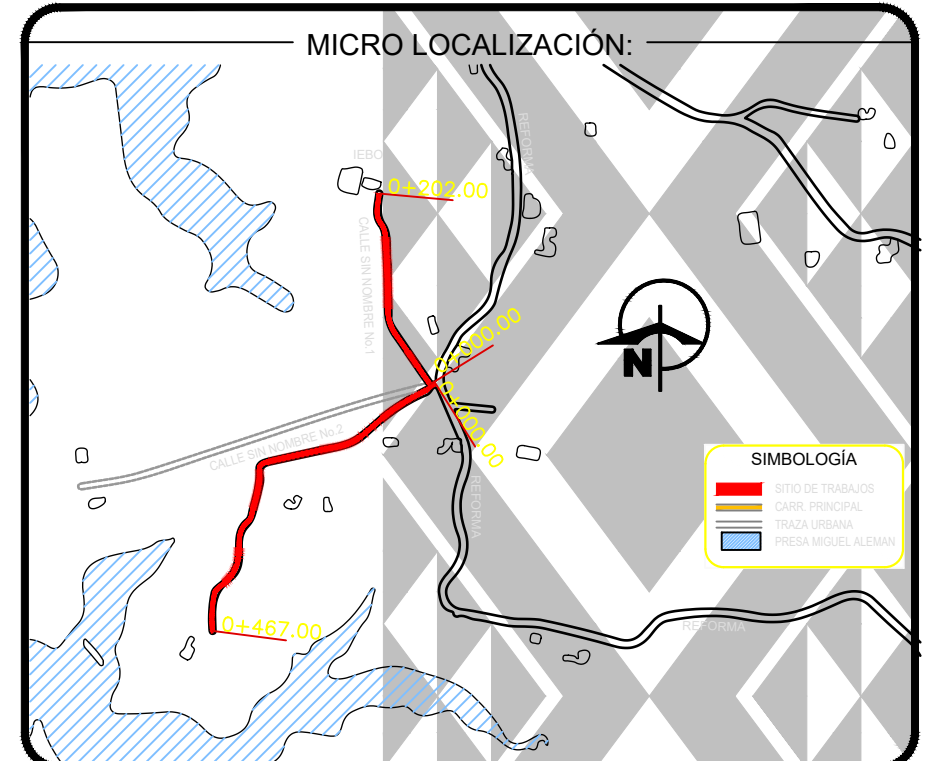 MICRO LOCALIZACIÓN:
REFORMA
IEBO
0+202.00
CALLE SIN NOMBRE No.1
0+000.00
0+000.00
CALLE SIN NOMBRE No.2
REFORMA
N
SIMBOLOGÍA
SITIO DE TRABAJOS
CARR. PRINCIPAL
TRAZA URBANA
PRESA MIGUEL ALEMAN
0+467.00
REFORMA